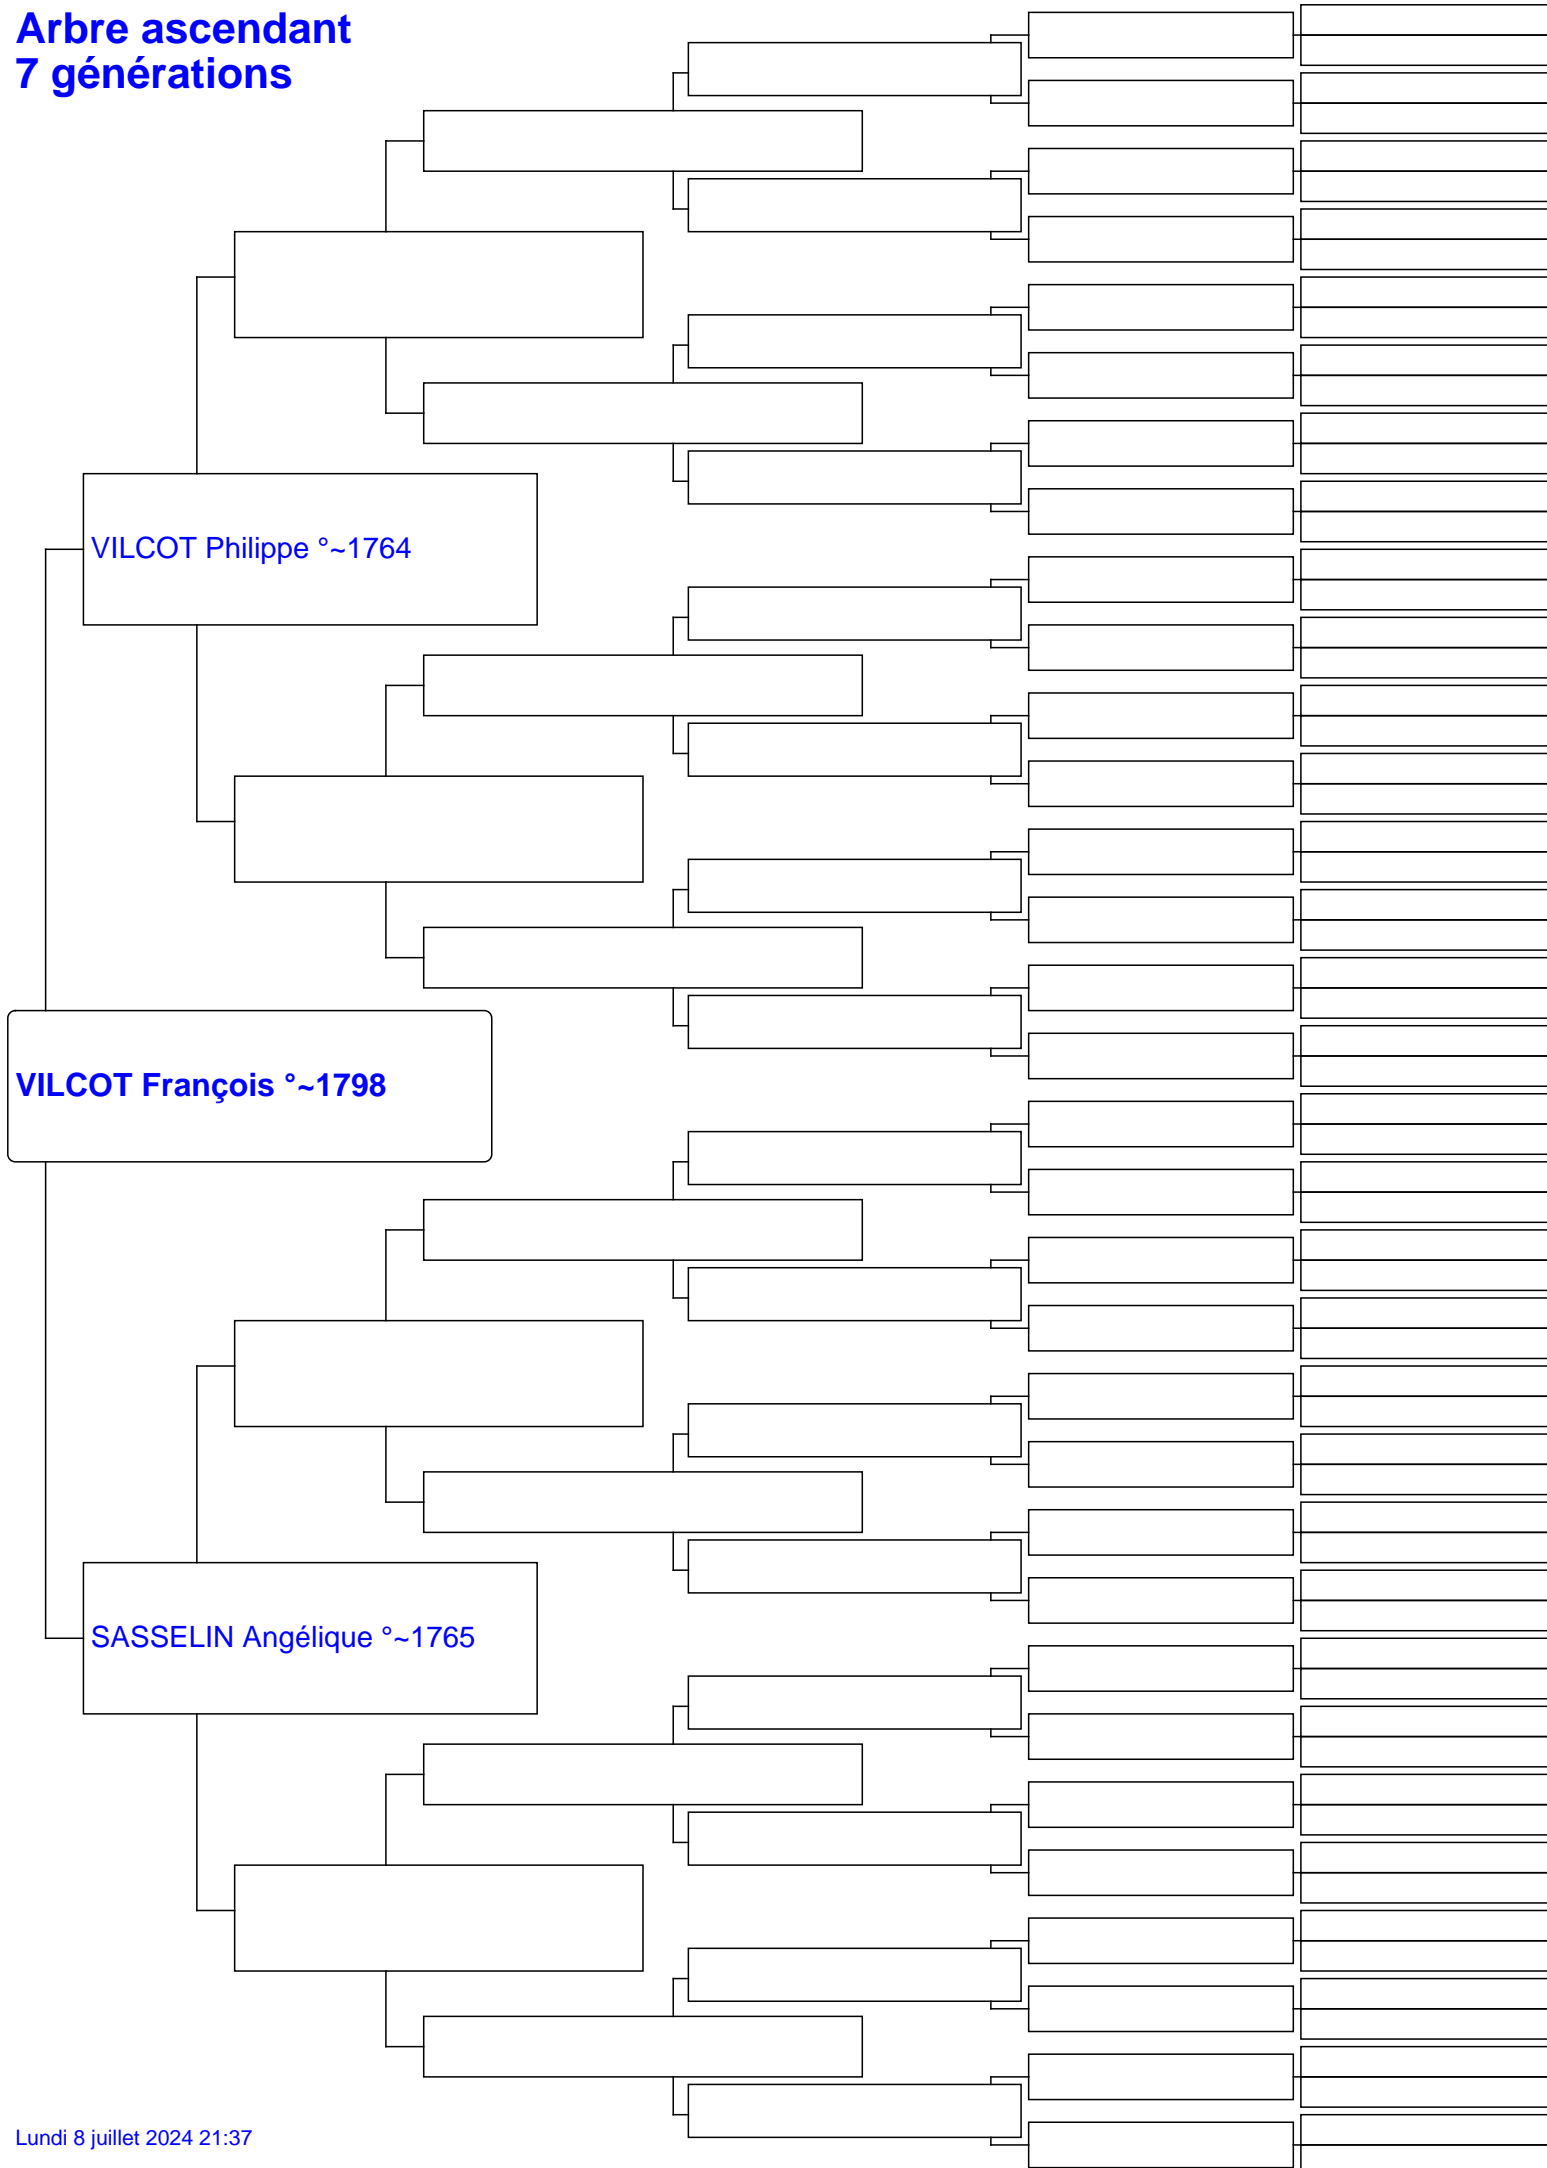 Arbre ascendant
7 générations
VILCOT Philippe °~1764
VILCOT François °~1798
SASSELIN Angélique °~1765
Lundi 8 juillet 2024 21:37